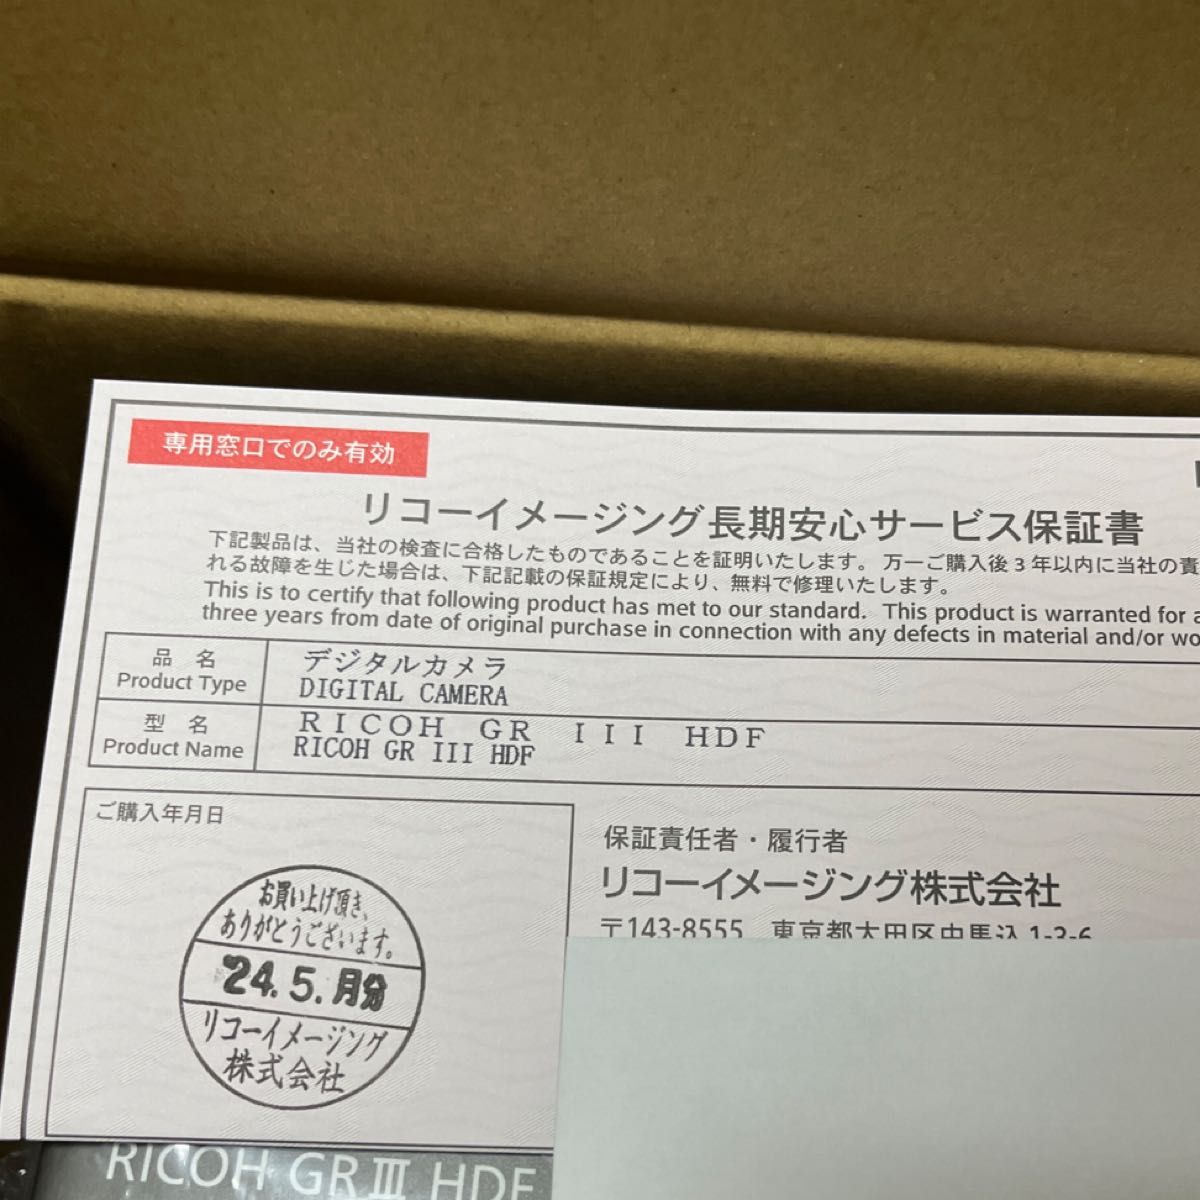 専用窓口でのみ有効
リコーイメージング長期安心サービス保証書
下記製品は、当社の検査に合格したものであることを証明いたします。万一ご購入後3年以内に当社の責
れる故障を生じた場合は、下記記載の保証規定により、無料で修理いたします。
This is to certify that following product has met to our standard. This product is warranted for a
three years from date of original purchase in connection with any defects in material and/or wo
品 名 デジタルカメラ
Product Type DIGITAL CAMERA
型 名 ＲＩＣＯＨ ＧＲ ＩＩＩ ＨＤＦ
Product Name RICOH GR III HDF
ご購入年月日
お買い上げ頂き、
ありがとうございます。
'24.5.月分
リコーイメージング
株式会社
保証責任者・履行者
リコーイメージング株式会社
〒143-8555 東京都大田区中馬込 1-3-6
RICOH GR III HDF